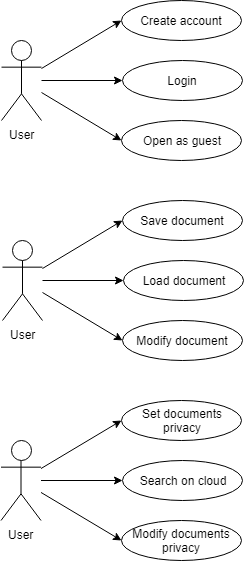 Create account
Login
Open as guest
User
Save document
Load document
Modify document
User
Set documents
privacy
Search on cloud
Modify documents
privacy
User